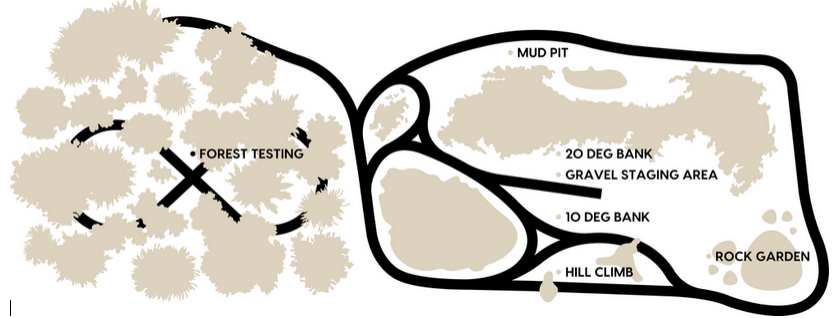 MUD PIT
FOREST TESTING
20 DEG BANK
GRAVEL STAGING AREA
10 DEG BANK
ROCK GARDEN
HILL CLIMB